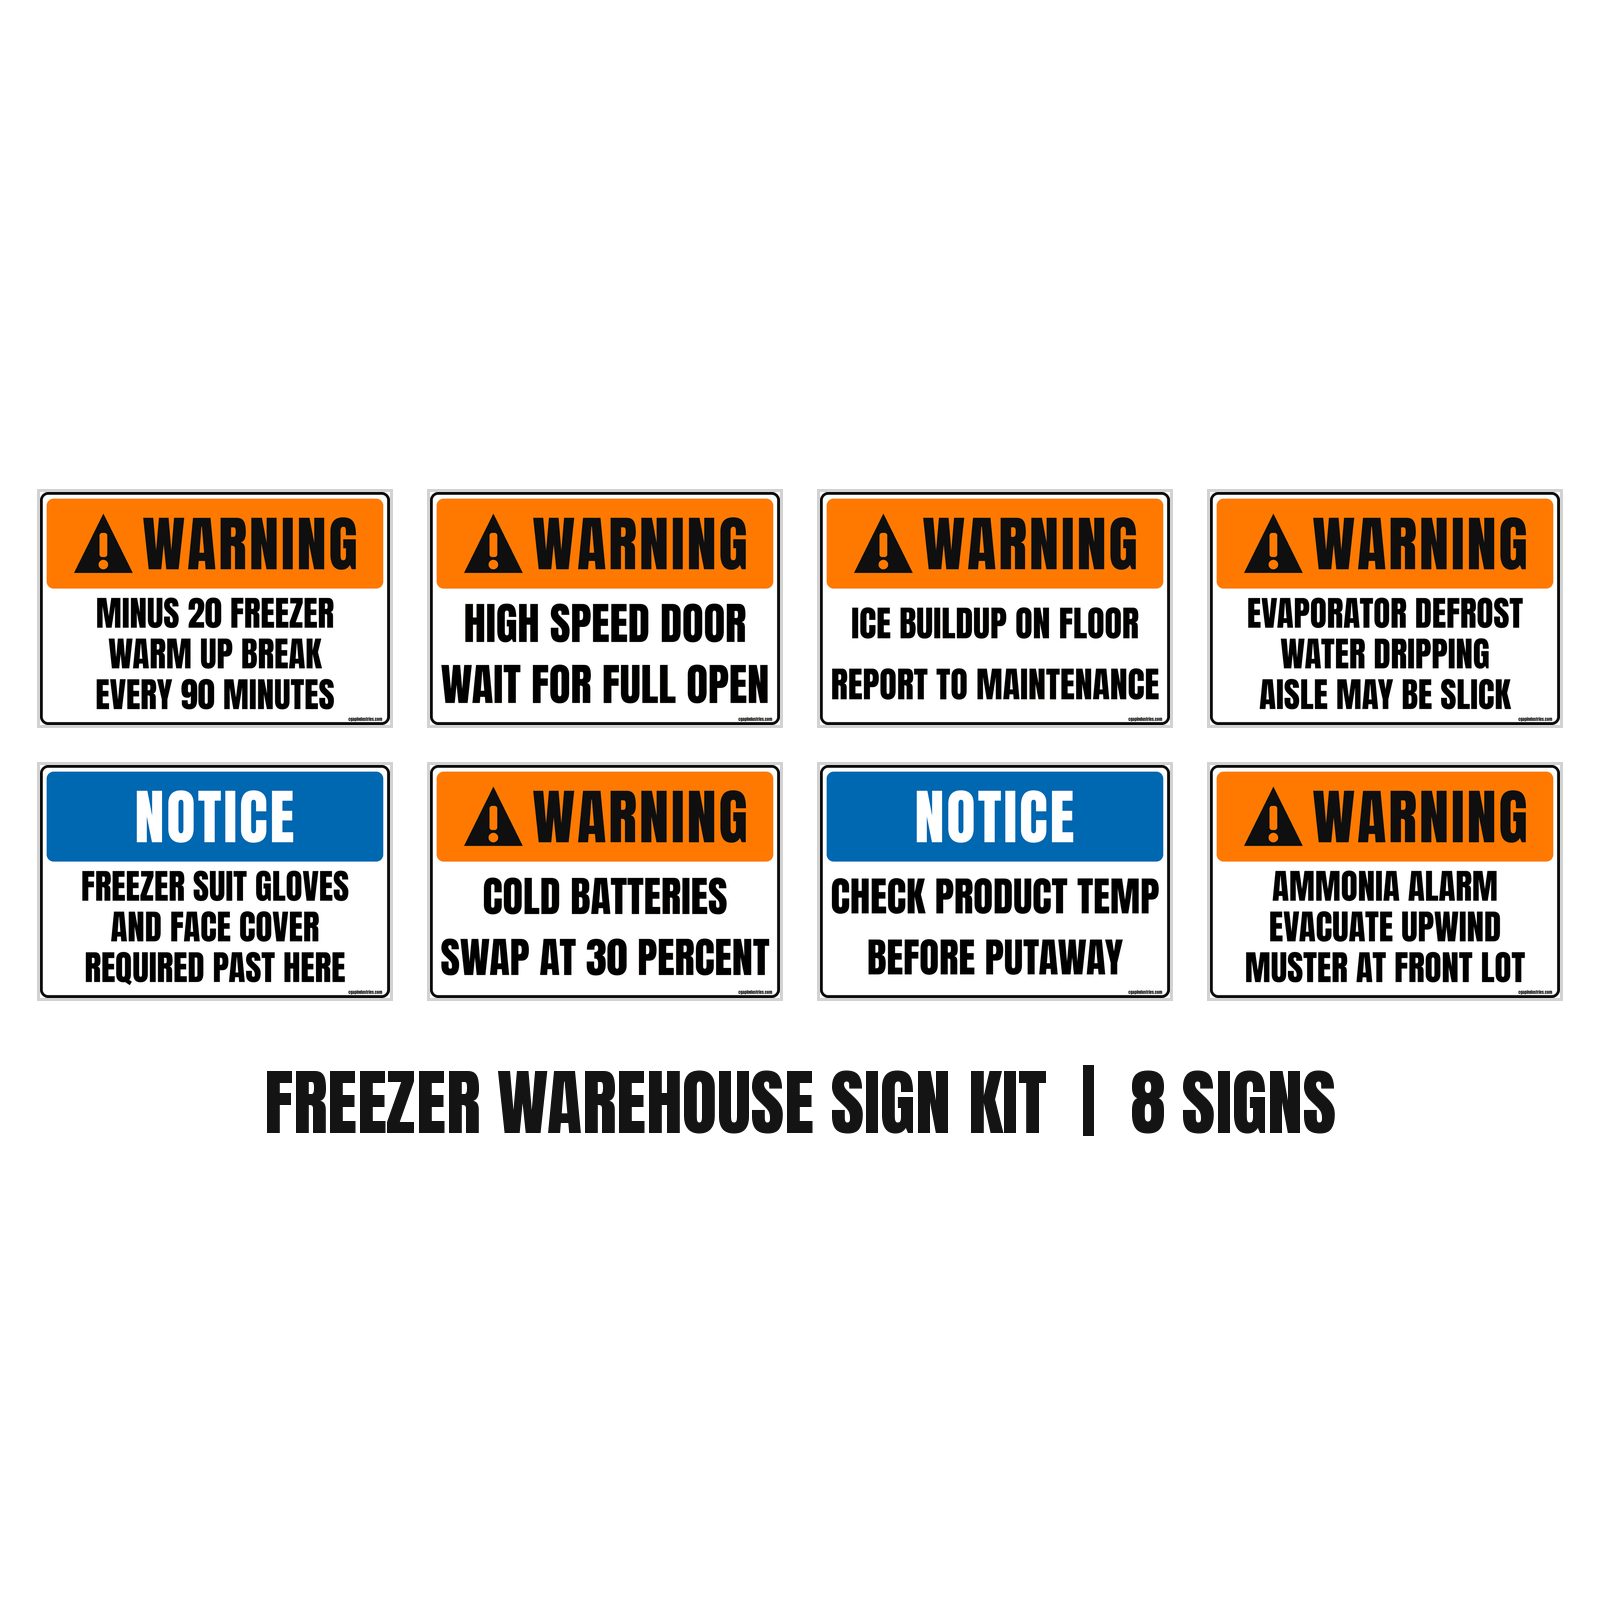 WARNING
MINUS 20 FREEZER
WARM UP BREAK
EVERY 90 MINUTES
WARNING
HIGH SPEED DOOR
WAIT FOR FULL OPEN
WARNING
ICE BUILDUP ON FLOOR
REPORT TO MAINTENANCE
WARNING
EVAPORATOR DEFROST
WATER DRIPPING
AISLE MAY BE SLICK
NOTICE
FREEZER SUIT GLOVES
AND FACE COVER
REQUIRED PAST HERE
WARNING
COLD BATTERIES
SWAP AT 30 PERCENT
NOTICE
CHECK PRODUCT TEMP
BEFORE PUTAWAY
WARNING
AMMONIA ALARM
EVACUATE UPWIND
MUSTER AT FRONT LOT
FREEZER WAREHOUSE SIGN KIT | 8 SIGNS